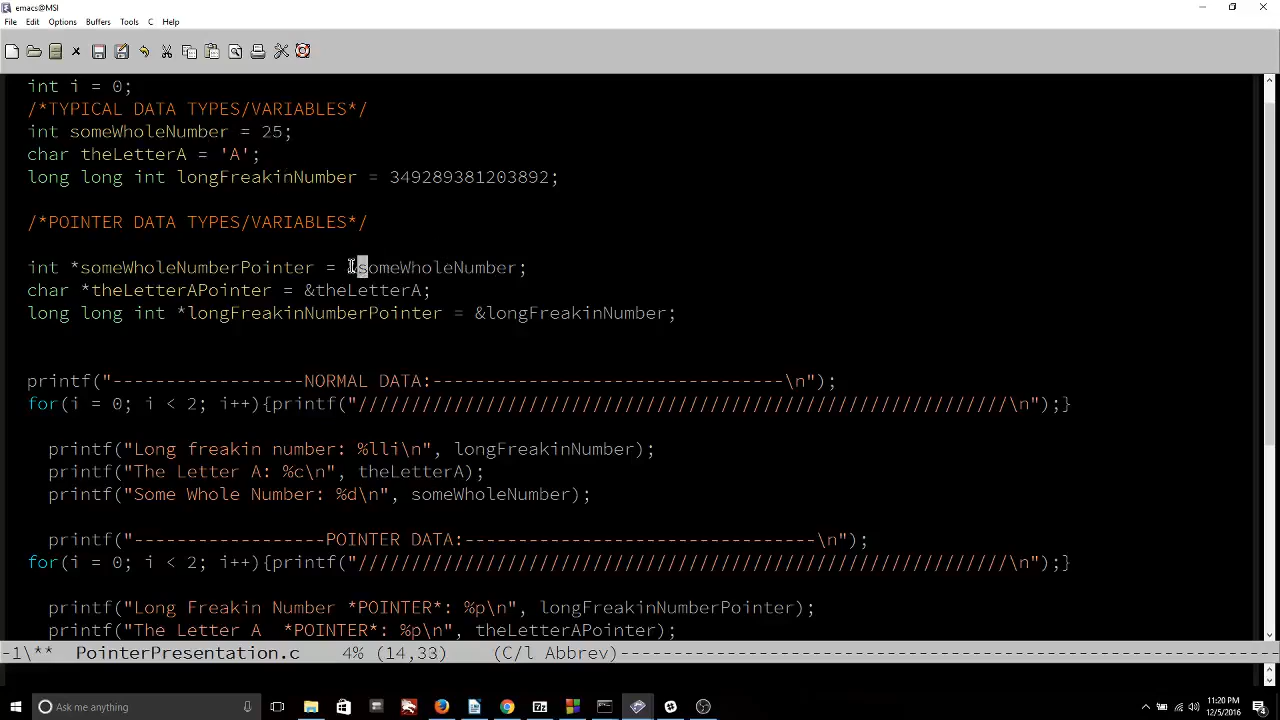 emacs@MSI
File Edit Options Buffers Tools C Help
int i = 0;
/*TYPICAL DATA TYPES/VARIABLES*/
int someWholeNumber = 25;
char theLetterA = 'A';
long long int longFreakinNumber = 349289381203892;
/*POINTER DATA TYPES/VARIABLES*/
int *someWholeNumberPointer = someWholeNumber;
char *theLetterAPointer = &theLetterA;
long long int *longFreakinNumberPointer = &longFreakinNumber;
printf("------------------NORMAL DATA:---------------------------------\n");
for(i = 0; i < 2; i++){printf("/////////////////////////////////////////////////////////////\n");}
printf("Long freakin number: %lli\n", longFreakinNumber);
printf("The Letter A: %c\n", theLetterA);
printf("Some Whole Number: %d\n", someWholeNumber);
printf("------------------POINTER DATA:---------------------------------\n");
for(i = 0; i < 2; i++){printf("/////////////////////////////////////////////////////////////\n");}
printf("Long Freakin Number *POINTER*: %p\n", longFreakinNumberPointer);
printf("The Letter A  *POINTER*: %p\n", theLetterAPointer);
-1\** PointerPresentation.c 4% (14,33) (C/l Abbrev)------------------------------------------------------------
Ask me anything
11:20 PM
12/5/2016